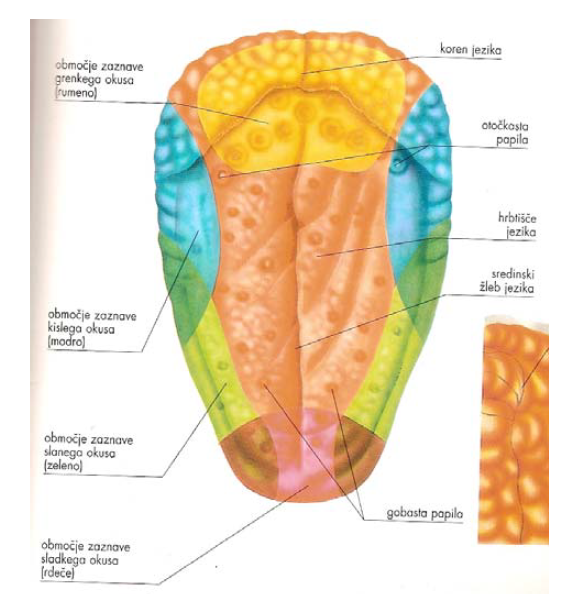 območje zaznave
grenkega okusa
(rumeno)
koren jezika
otočkasta
papila
hrbtišče
jezika
sredinski
žleb jezika
območje zaznave
kislega okusa
(modro)
območje zaznave
slanega okusa
(zeleno)
gobasta papila
območje zaznave
sladkega okusa
(rdeče)